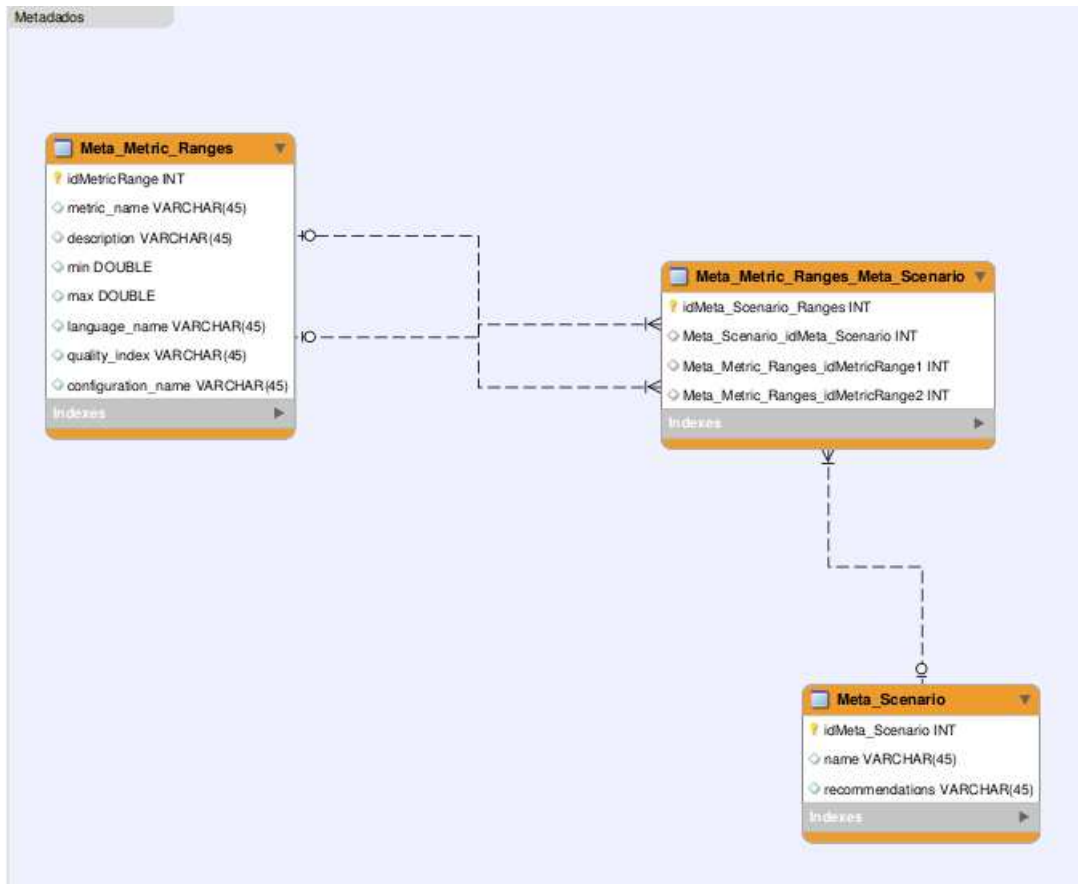 Metadados
Meta_Metric_Ranges
idMetricRange INT
metric_name VARCHAR(45)
description VARCHAR(45)
min DOUBLE
max DOUBLE
language_name VARCHAR(45)
quality_index VARCHAR(45)
configuration_name VARCHAR(45)
Indexes
Meta_Metric_Ranges_Meta_Scenario
idMeta_Scenario_Ranges INT
Meta_Scenario_idMeta_Scenario INT
Meta_Metric_Ranges_idMetricRange1 INT
Meta_Metric_Ranges_idMetricRange2 INT
Indexes
Meta_Scenario
idMeta_Scenario INT
name VARCHAR(45)
recommendations VARCHAR(45)
Indexes